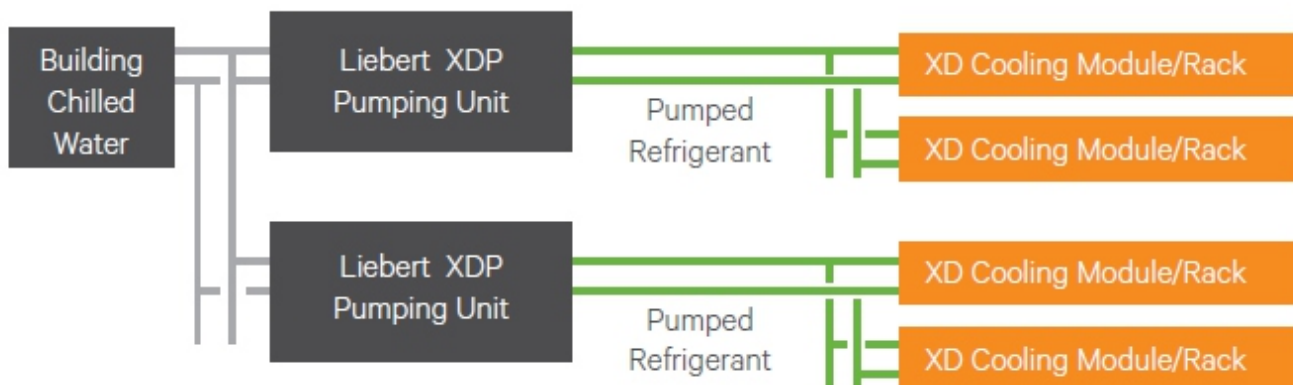 Building
Chilled
Water
Liebert XDP
Pumping Unit
Pumped
Refrigerant
XD Cooling Module/Rack
XD Cooling Module/Rack
Liebert XDP
Pumping Unit
Pumped
Refrigerant
XD Cooling Module/Rack
XD Cooling Module/Rack